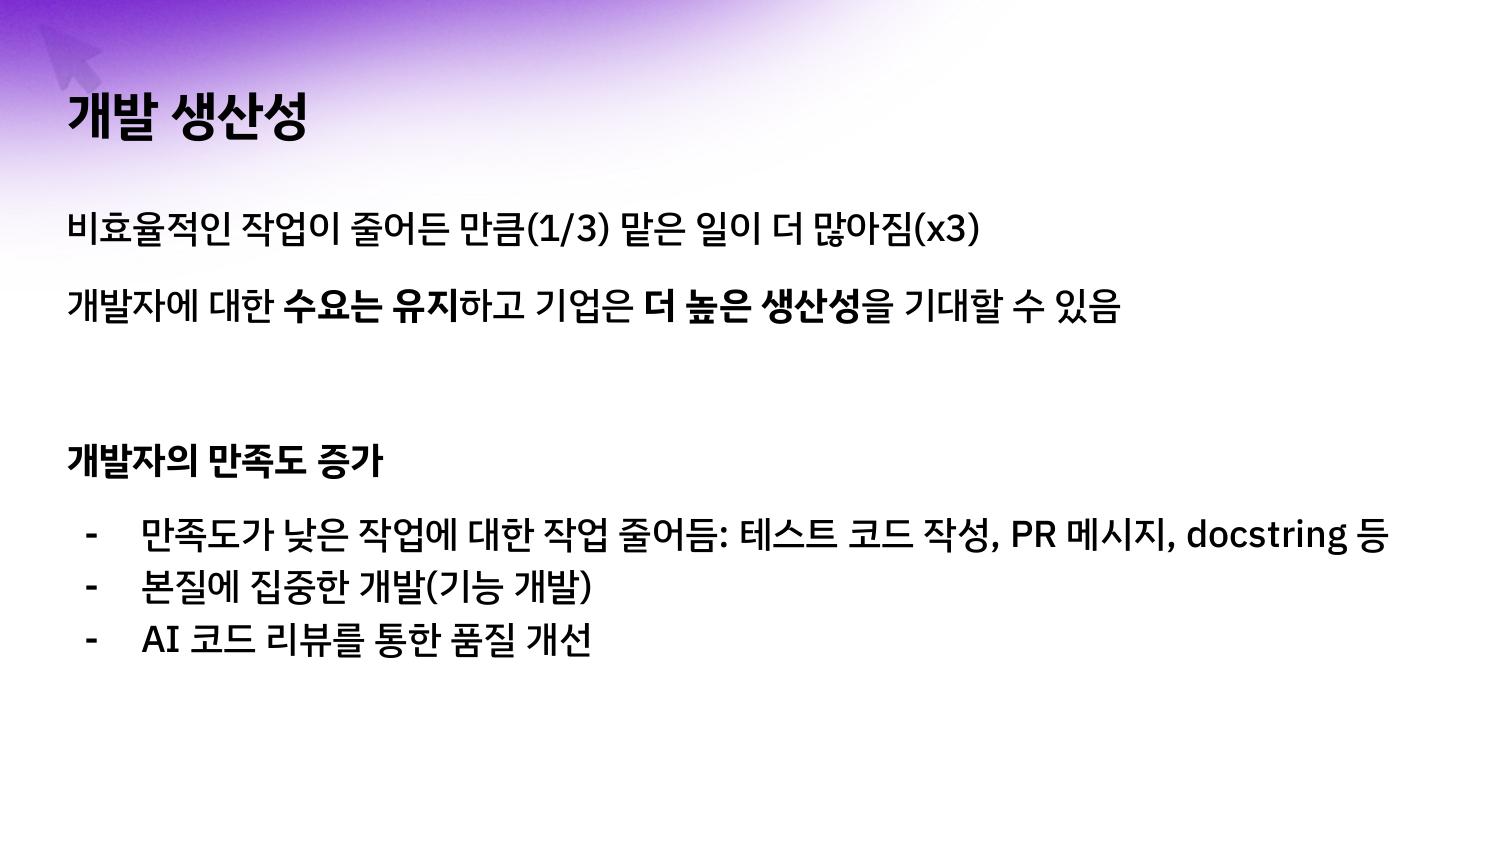 개발 생산성
비효율적인 작업이 줄어든 만큼(1/3) 맡은 일이 더 많아짐(x3)
개발자에 대한 수요는 유지하고 기업은 더 높은 생산성을 기대할 수 있음
개발자의 만족도 증가
- 만족도가 낮은 작업에 대한 작업 줄어듬: 테스트 코드 작성, PR 메시지, docstring 등
- 본질에 집중한 개발(기능 개발)
- AI 코드 리뷰를 통한 품질 개선